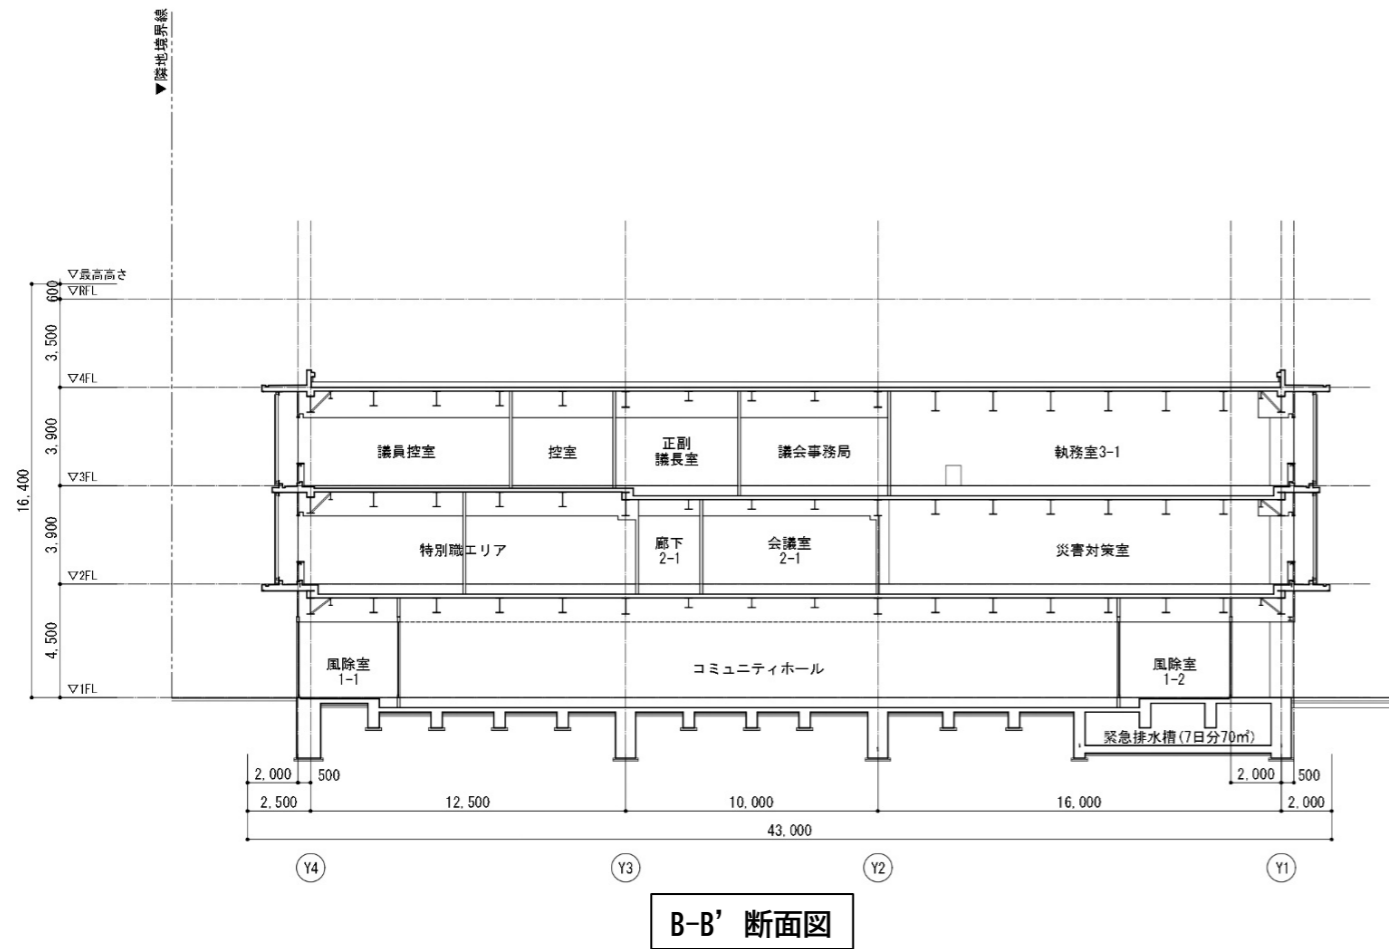 ▼隣地境界線
▽最高高さ
600
▽RFL
3,500
▽4FL
3,900
▽3FL
16,400
3,900
▽2FL
4,500
▽1FL
議員控室
控室
正副
議長室
議会事務局
執務室3-1
特別職エリア
廊下
2-1
会議室
2-1
災害対策室
風除室
1-1
コミュニティホール
風除室
1-2
緊急排水槽(7日分70㎥)
2,000
500
2,000
500
2,500
12,500
10,000
16,000
2,000
43,000
Y4
Y3
Y2
Y1
B-B’断面図